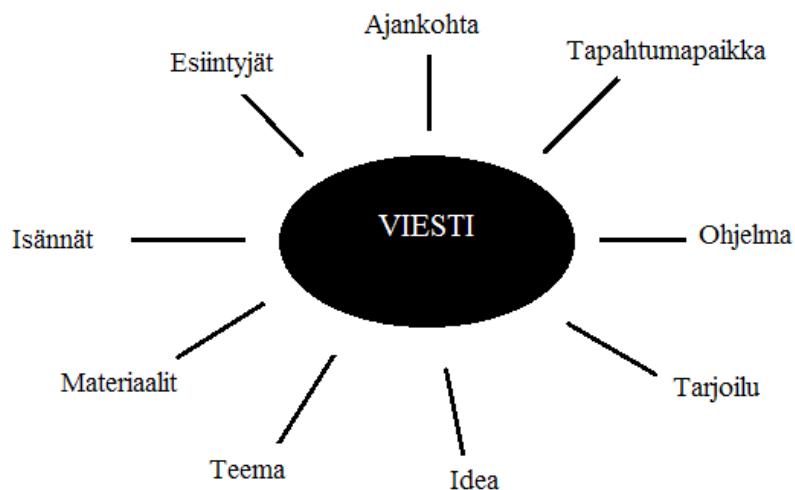 Ajankohta
Esiintyjät
Tapahtumapaikka
VIESTI
Isännät
Ohjelma
Materiaalit
Tarjoilu
Teema
Idea